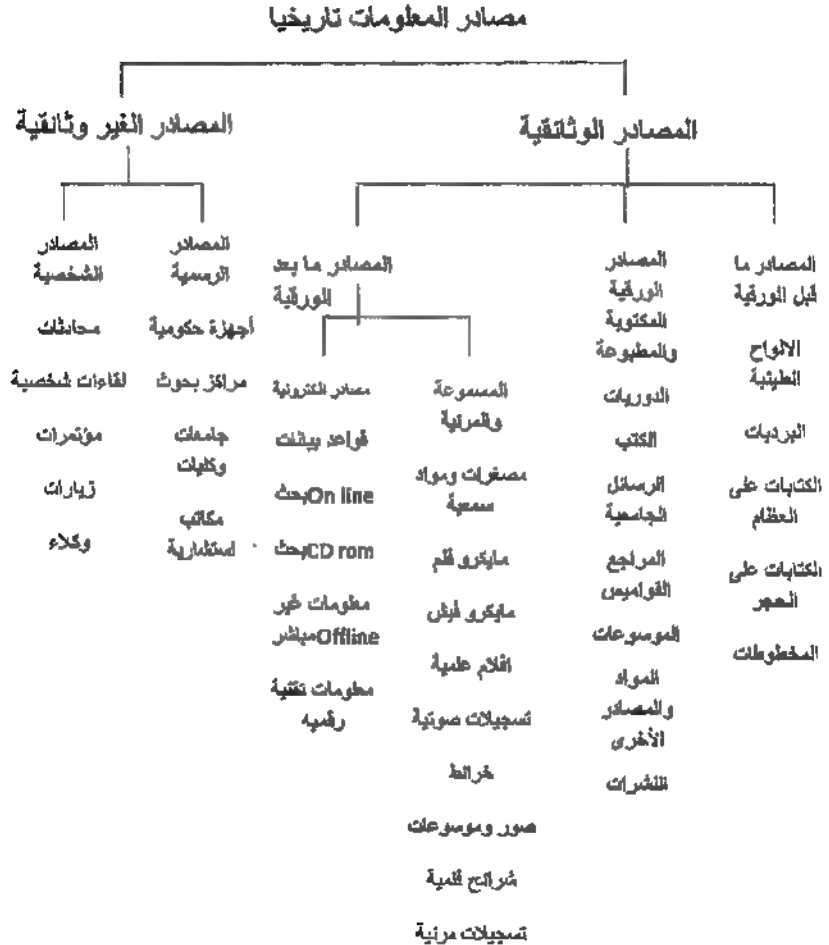 مصادر المعلومات تاريخيا
المصادر الوثائقية
المصادر الغير وثائقية
المصادر ما
قبل الورقية
الالواح
الطينية
البرديات
الكتابات على
العظام
الكتابات على
الحجر
المخطوطات
المصادر
الورقية
المكتوبة
والمطبوعة
الدوريات
الكتب
الرسائل
الجامعية
المراجع
القواميس
الموسوعات
المواد
والمصادر
الأخرى
النشرات
المصادر ما بعد
الورقية
المسموعة
والمرئية
مصغرات ومواد
سمعية
مايكرو فلم
مايكرو فيش
افلام علمية
تسجيلات صوتية
خرائط
صور وموسوعات
شرائح فلمية
تسجيلات مرئية
مصادر الكترونية
قواعد بيانات
بحث On line
بحث CD rom
معلومات غير
مباشر Offline
معلومات تقنية
رقميه
المصادر
الرسمية
أجهزة حكومية
مراكز بحوث
جامعات
وكليات
مكاتب
استشارية
المصادر
الشخصية
محادثات
لقاءات شخصية
مؤتمرات
زيارات
وكلاء